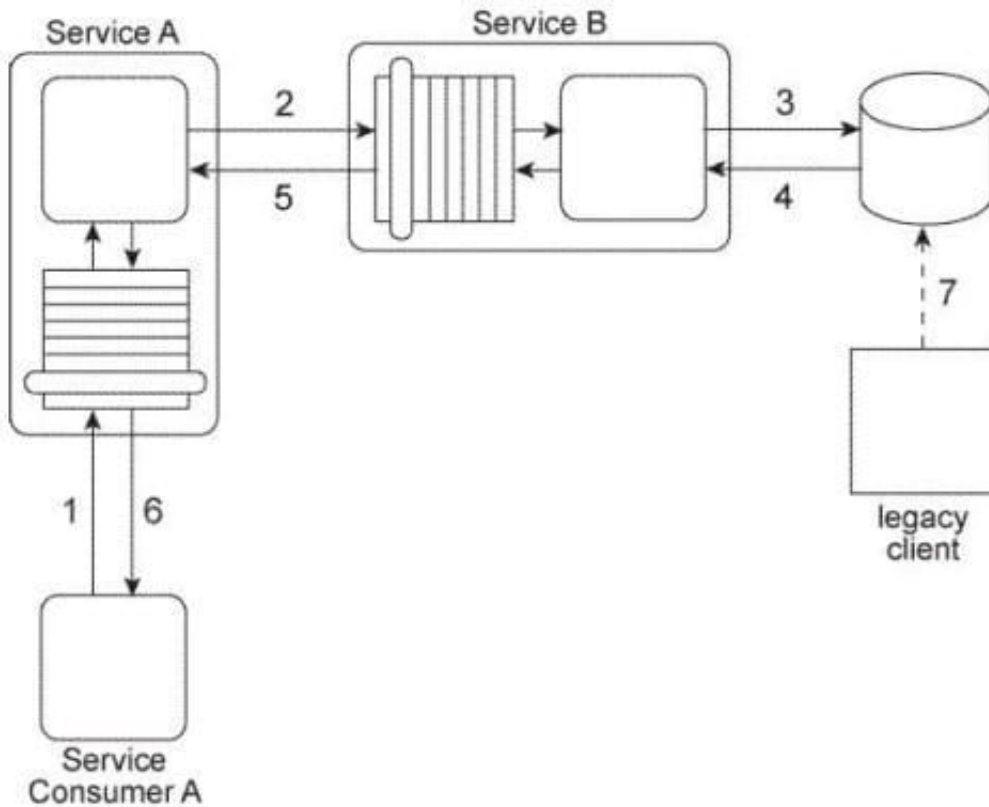 Service A
Service B
2
3
5
4
7
1
6
legacy
client
Service
Consumer A